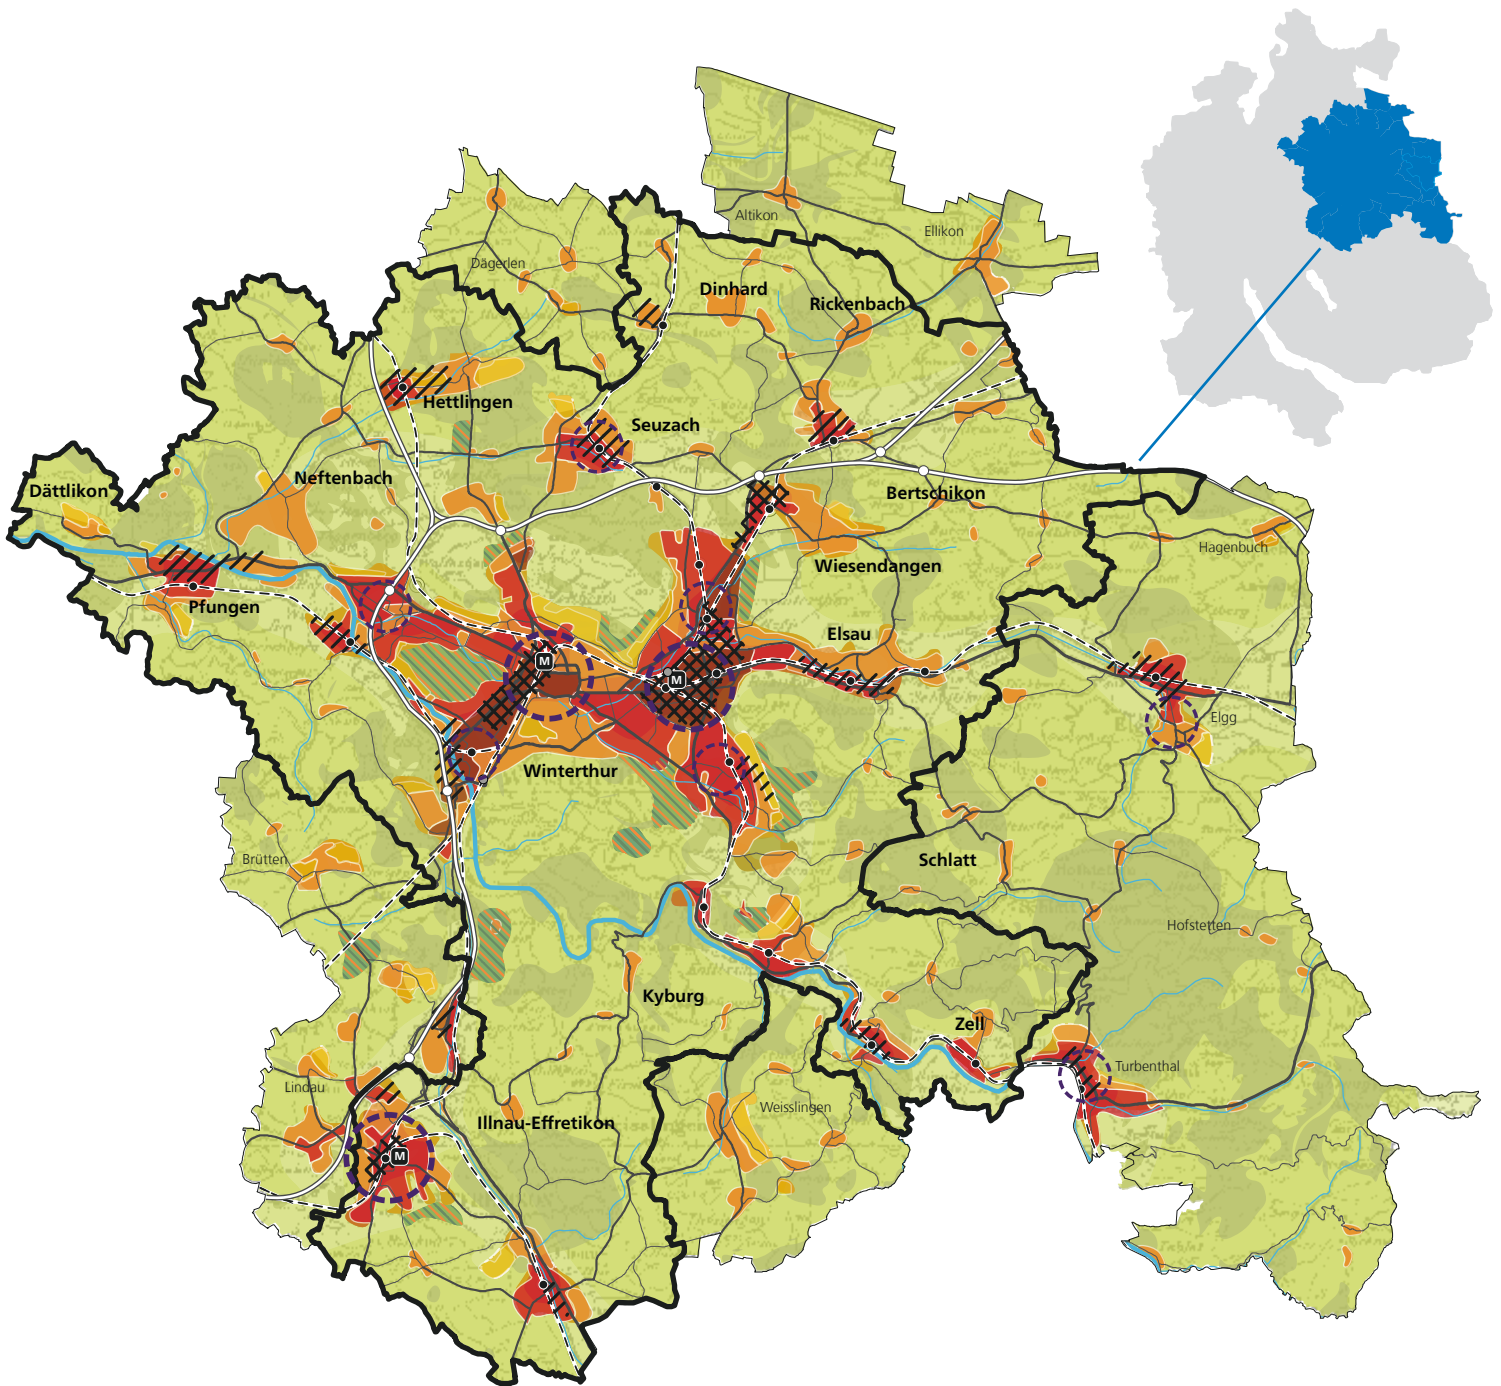 Altikon
Ellikon
Dägerlen
Dinhard
Rickenbach
Hettlingen
Seuzach
Neftenbach
Dättlikon
Bertschikon
Hagenbuch
Wiesendangen
Pfungen
Elsau
M
M
Elgg
Winterthur
Brütten
Schlatt
Hofstetten
Kyburg
Zell
Turbenthal
Lindau
Weisslingen
Illnau-Effretikon
M